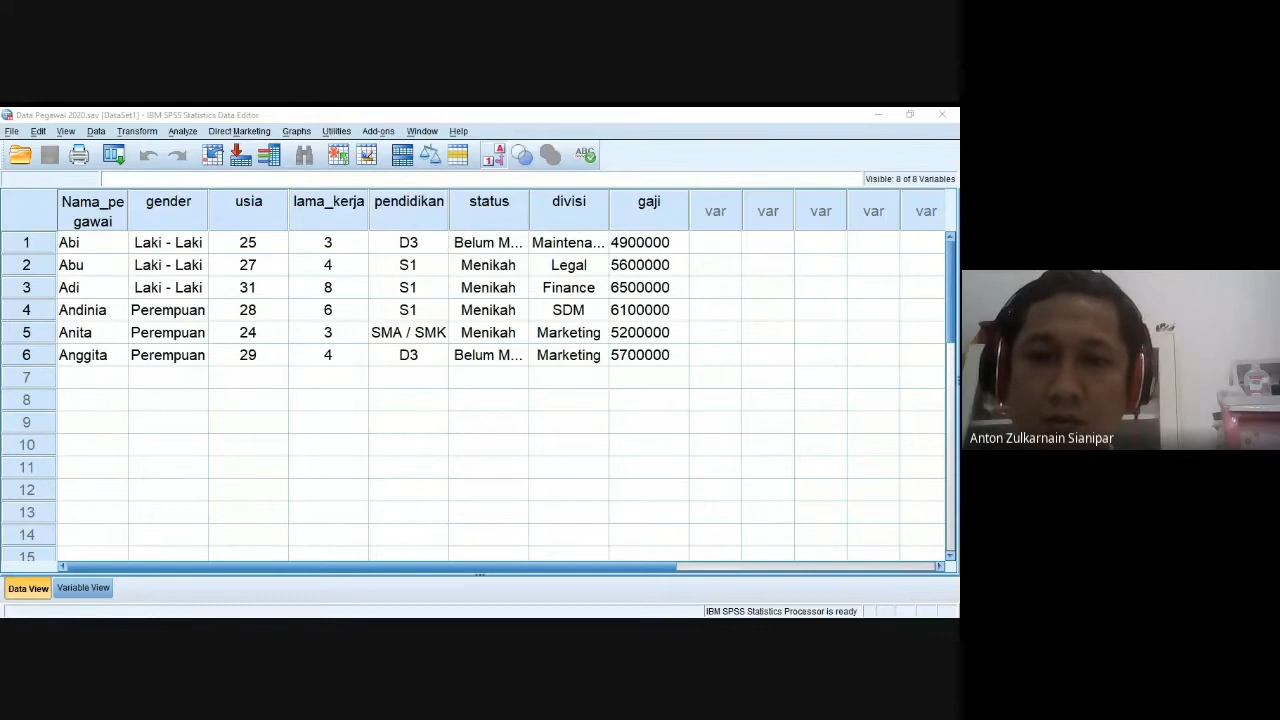 Data Pegawai 2020.sav [DataSet1] - IBM SPSS Statistics Data Editor
File Edit View Data Transform Analyze Direct Marketing Graphs Utilities Add-ons Window Help
Visible: 8 of 8 Variables
Nama_pe
gawai gender usia lama_kerja pendidikan status divisi gaji var var var var var
1 Abi Laki - Laki 25 3 D3 Belum M... Maintena... 4900000
2 Abu Laki - Laki 27 4 S1 Menikah Legal 5600000
3 Adi Laki - Laki 31 8 S1 Menikah Finance 6500000
4 Andinia Perempuan 28 6 S1 Menikah SDM 6100000
5 Anita Perempuan 24 3 SMA / SMK Menikah Marketing 5200000
6 Anggita Perempuan 29 4 D3 Belum M... Marketing 5700000
7
8
9
10
11
12
13
14
15
Anton Zulkarnain Sianipar
Data View Variable View
IBM SPSS Statistics Processor is ready